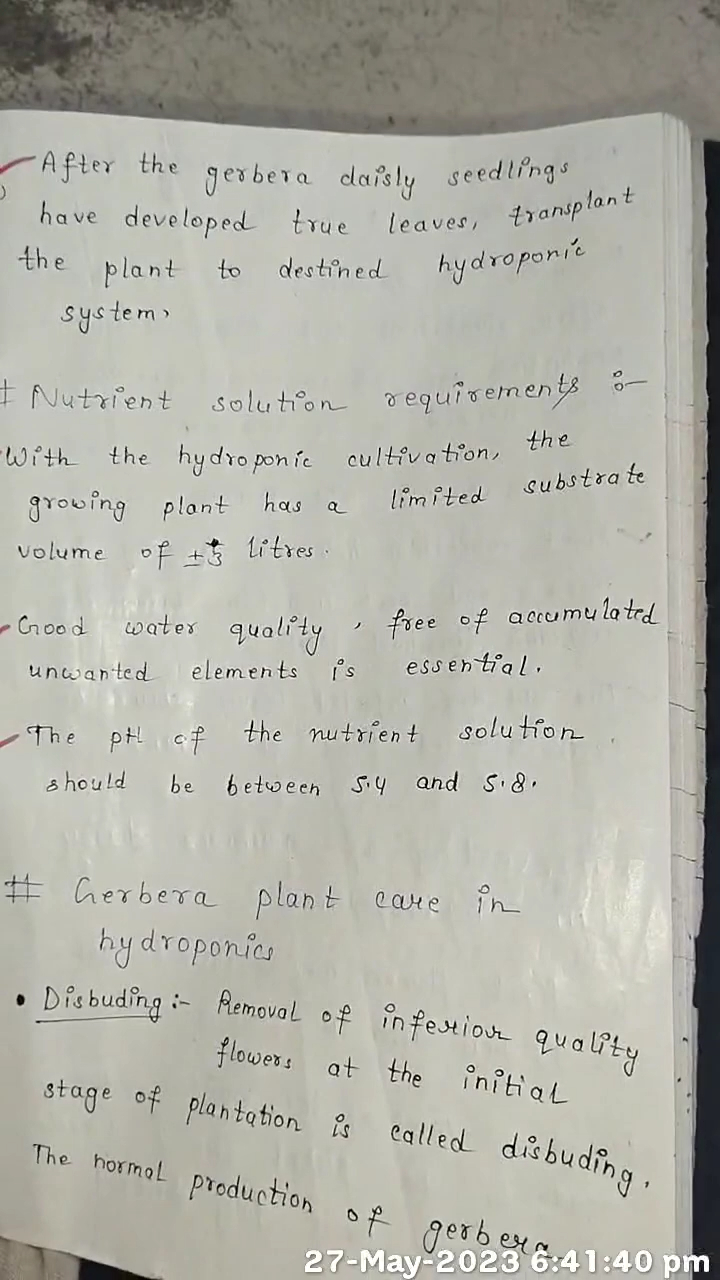 After the gerbera daisly seedlings
have developed true leaves, transplant
the plant to destined hydroponic
system,
# Nutrient solution requirements :-
With the hydroponic cultivation, the
growing plant has a limited substrate
volume of ±3 litres.
Good water quality, free of accumulated
unwanted elements is essential.
The pH of the nutrient solution
should be between 5.4 and 5.8.
# Gerbera plant care in
hydroponics
• Disbuding :- Removal of inferiour quality
flowers at the initial
stage of plantation is called disbuding.
The normal production of gerbera
27-May-2023 6:41:40 pm